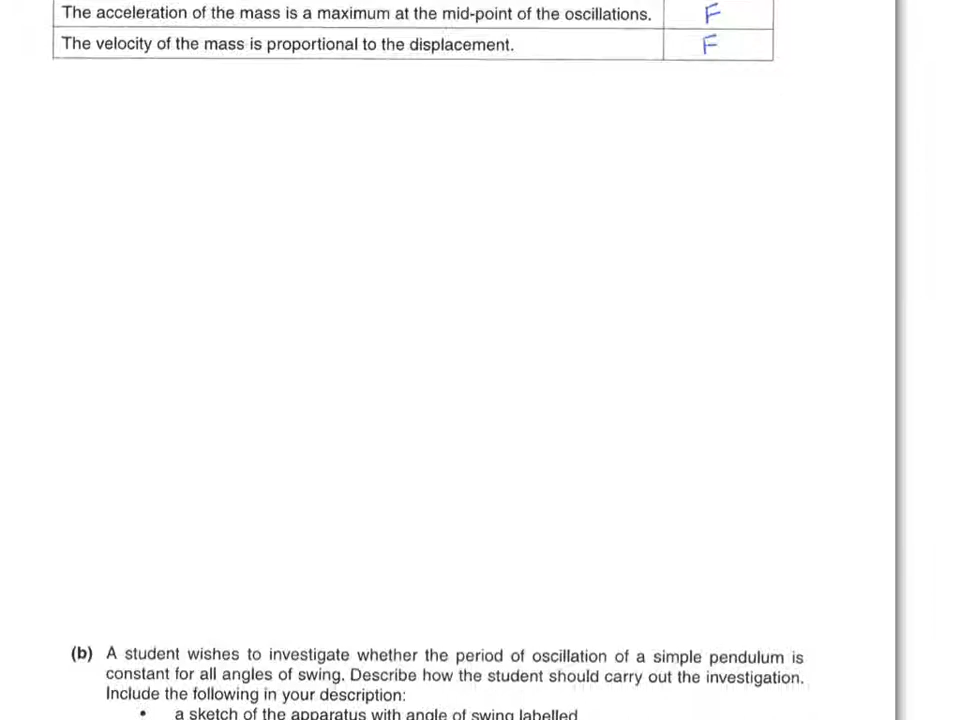 The acceleration of the mass is a maximum at the mid-point of the oscillations. F
The velocity of the mass is proportional to the displacement. F
(b) A student wishes to investigate whether the period of oscillation of a simple pendulum is
constant for all angles of swing. Describe how the student should carry out the investigation.
Include the following in your description:
• a sketch of the apparatus with angle of swing labelled